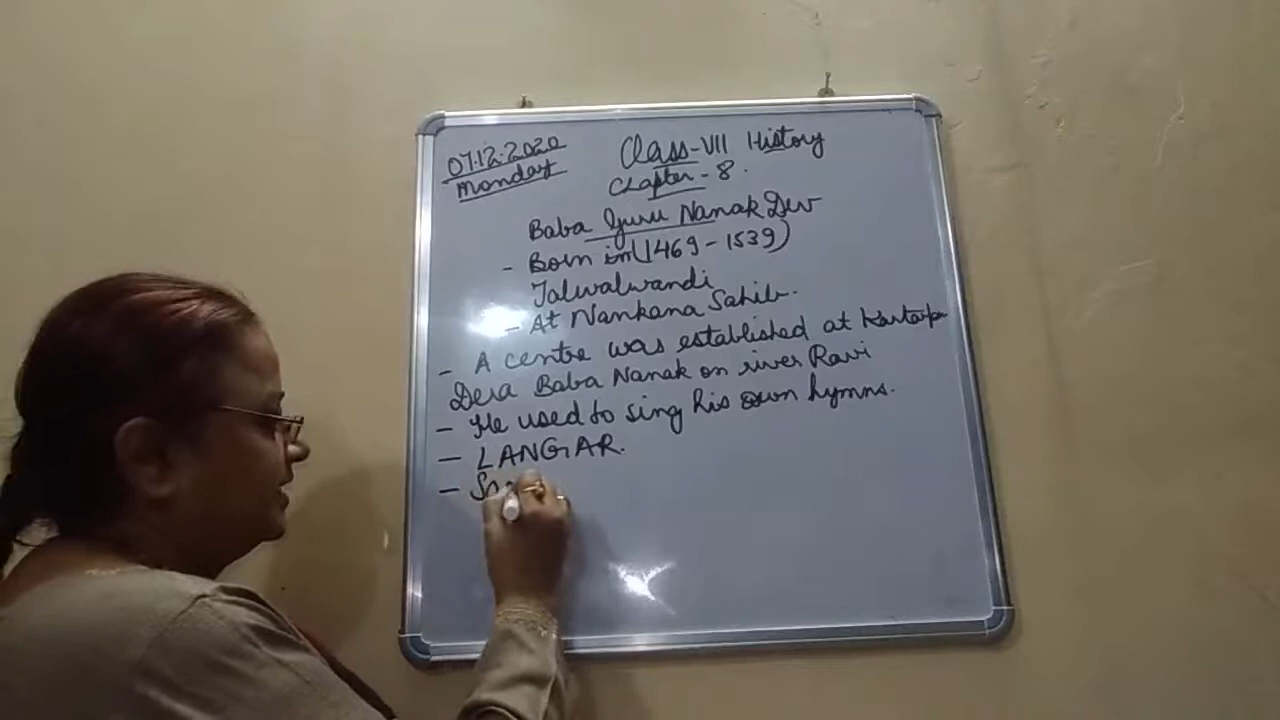 07.12.2020
Monday
Class-VII History
Chapter - 8.
Baba Guru Nanak Dev
- Born in (1469 - 1539)
Talwalwandi
- At Nankana Sahib.
- A centre was established at
Dera Baba Nanak on river Ravi
- He used to sing his own hymns.
- LANGAR.
-